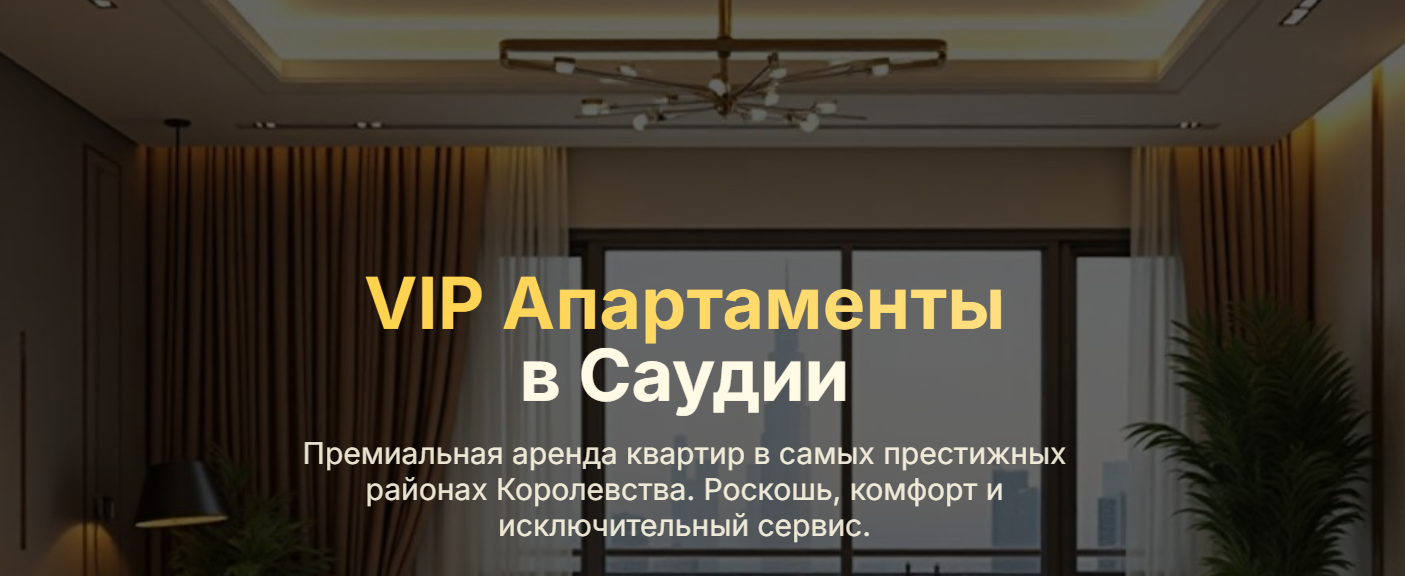 VIP Апартаменты
в Саудии
Премиальная аренда квартир в самых престижных
районах Королевства. Роскошь, комфорт и
исключительный сервис.